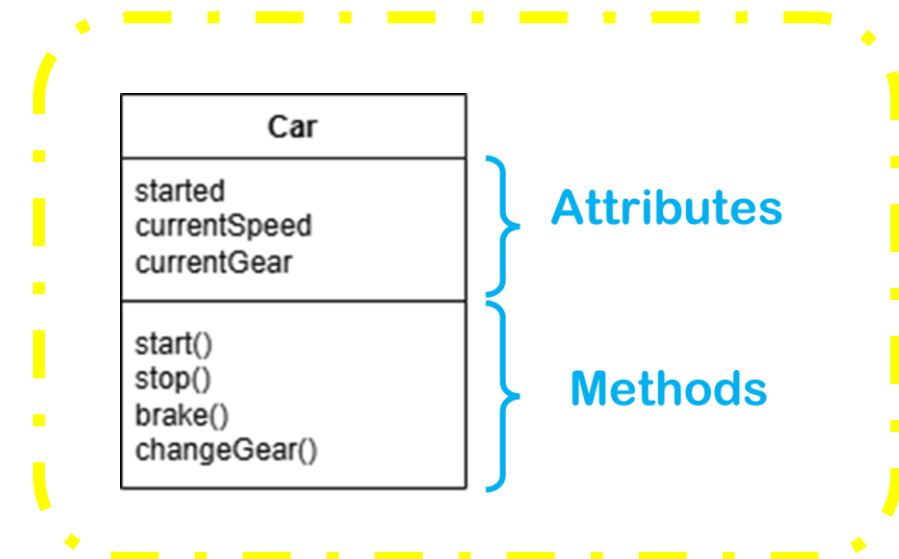 Car
started
currentSpeed
currentGear
Attributes
start()
stop()
brake()
changeGear()
Methods